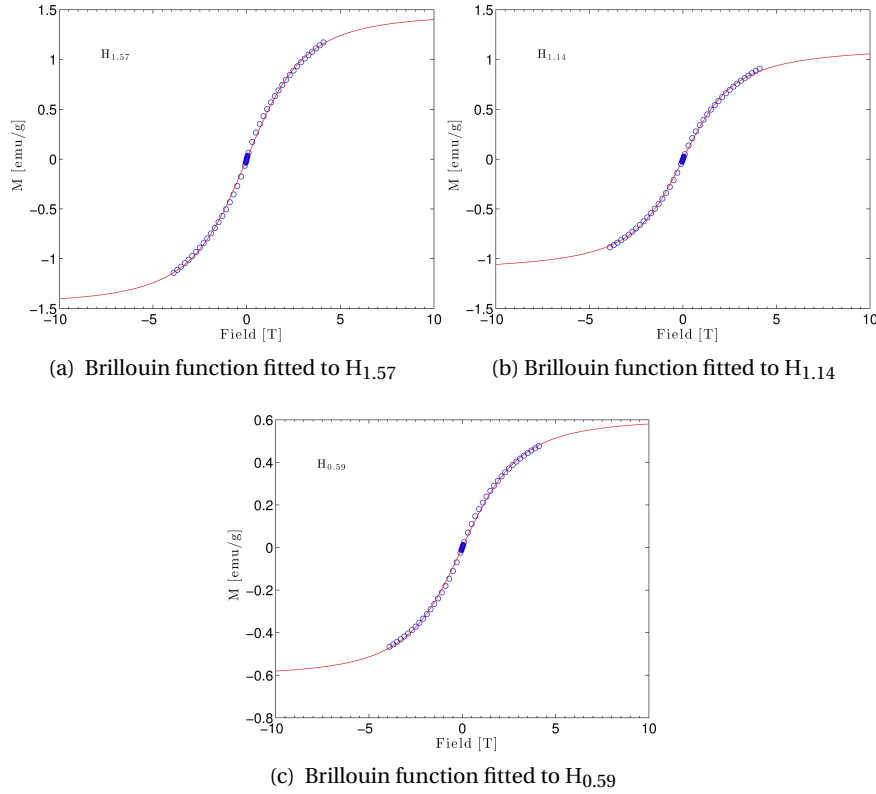 1.5
1
0.5
0
−0.5
−1
−1.5
M [emu/g]
H1.57
−10 −5 0 5 10
Field [T]
(a) Brillouin function fitted to H1.57
1.5
1
0.5
0
−0.5
−1
−1.5
M [emu/g]
H1.14
−10 −5 0 5 10
Field [T]
(b) Brillouin function fitted to H1.14
0.6
0.4
0.2
0
−0.2
−0.4
−0.6
−0.8
M [emu/g]
H0.59
−10 −5 0 5 10
Field [T]
(c) Brillouin function fitted to H0.59